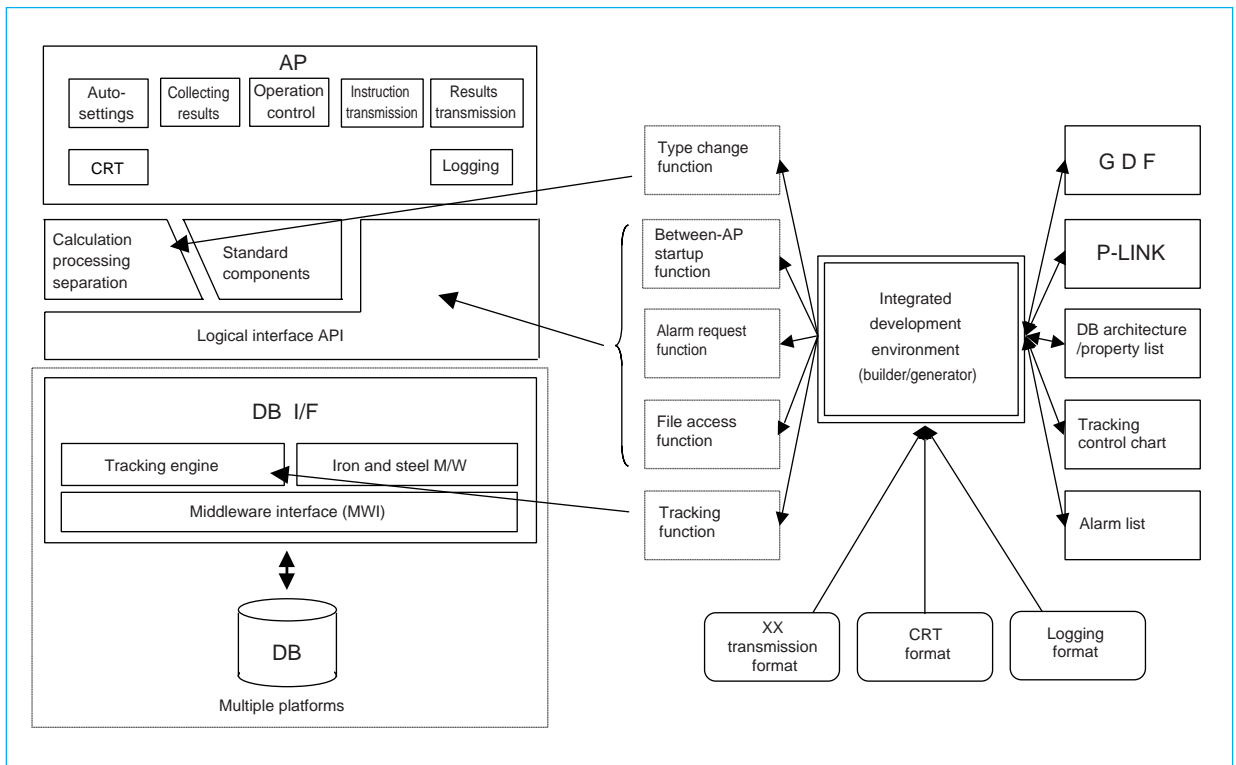 AP
Auto-
settings
Collecting
results
Operation
control
Instruction
transmission
Results
transmission
CRT
Logging
Calculation
processing
separation
Standard
components
Logical interface API
DB I/F
Tracking engine
Iron and steel M/W
Middleware interface (MWI)
DB
Multiple platforms
Type change
function
Between-AP
startup
function
Alarm request
function
File access
function
Tracking
function
Integrated
development
environment
(builder/generator)
G D F
P-LINK
DB architecture
/property list
Tracking
control chart
Alarm list
XX
transmission
format
CRT
format
Logging
format